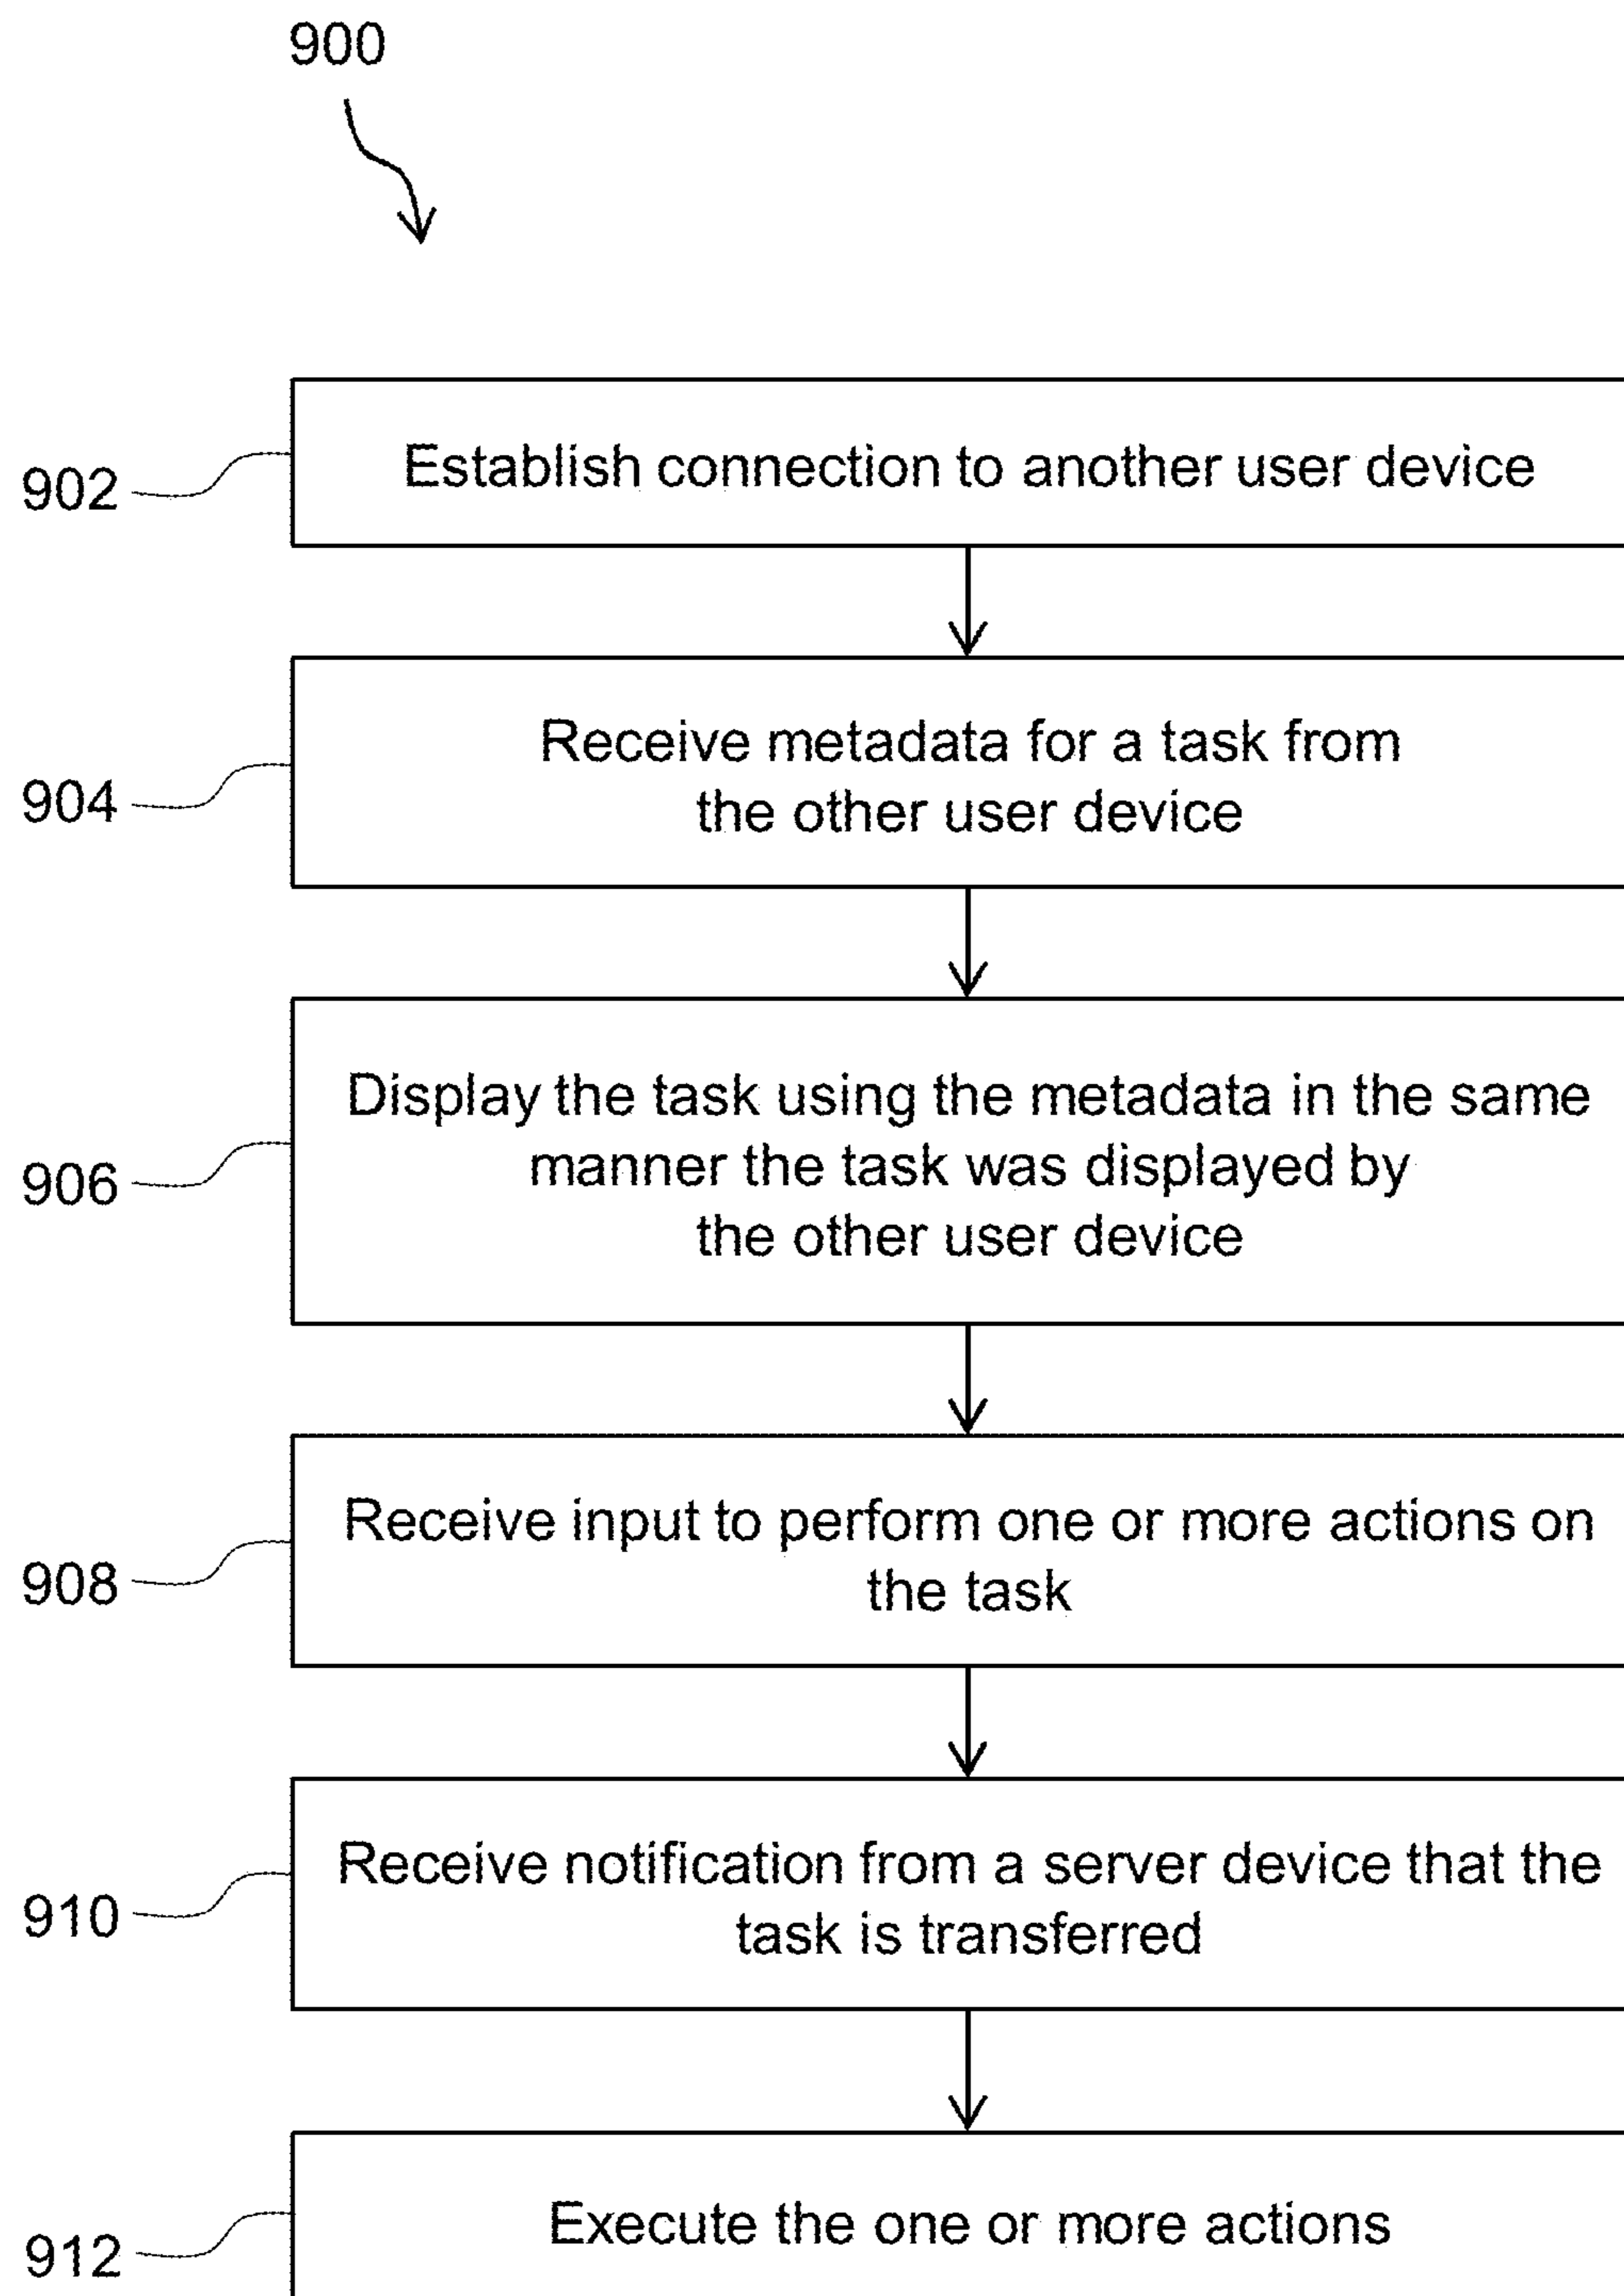 900
902
Establish connection to another user device
904
Receive metadata for a task from
the other user device
906
Display the task using the metadata in the same
manner the task was displayed by
the other user device
908
Receive input to perform one or more actions on
the task
910
Receive notification from a server device that the
task is transferred
912
Execute the one or more actions